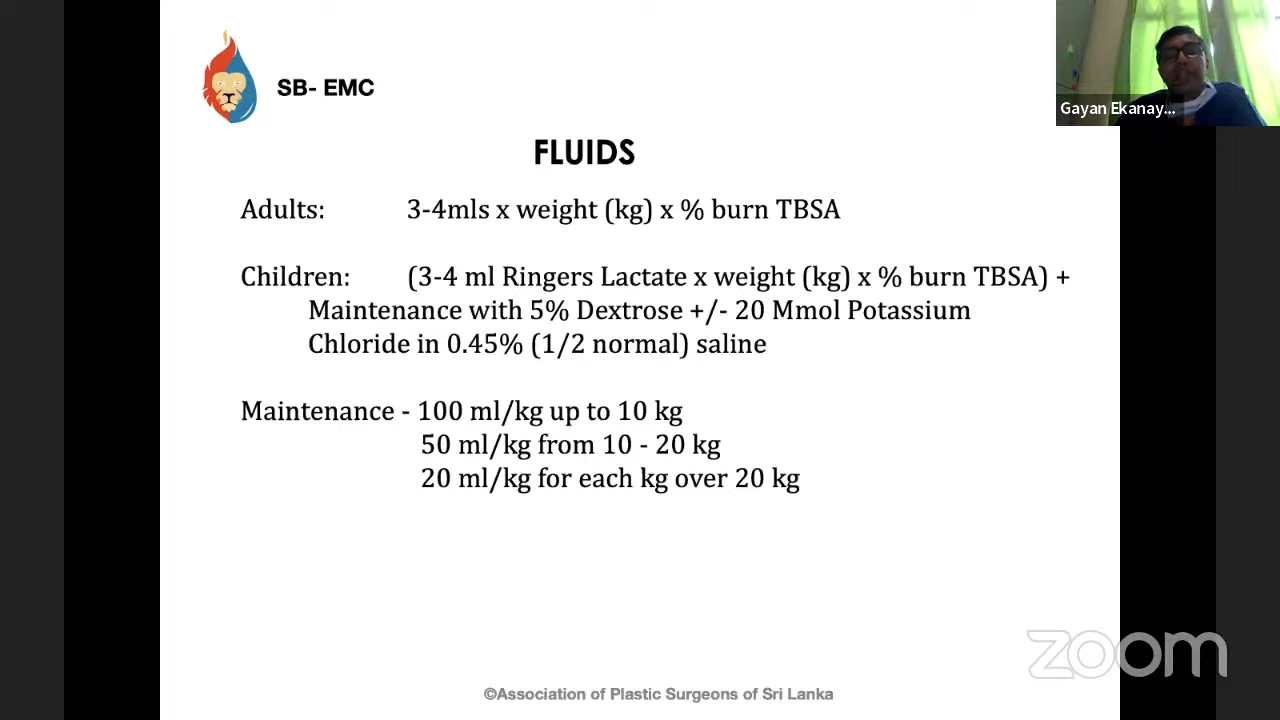 SB- EMC
Gayan Ekanay...
FLUIDS
Adults: 3-4mls x weight (kg) x % burn TBSA
Children: (3-4 ml Ringers Lactate x weight (kg) x % burn TBSA) +
Maintenance with 5% Dextrose +/- 20 Mmol Potassium
Chloride in 0.45% (1/2 normal) saline
Maintenance - 100 ml/kg up to 10 kg
50 ml/kg from 10 - 20 kg
20 ml/kg for each kg over 20 kg
zoom
©Association of Plastic Surgeons of Sri Lanka